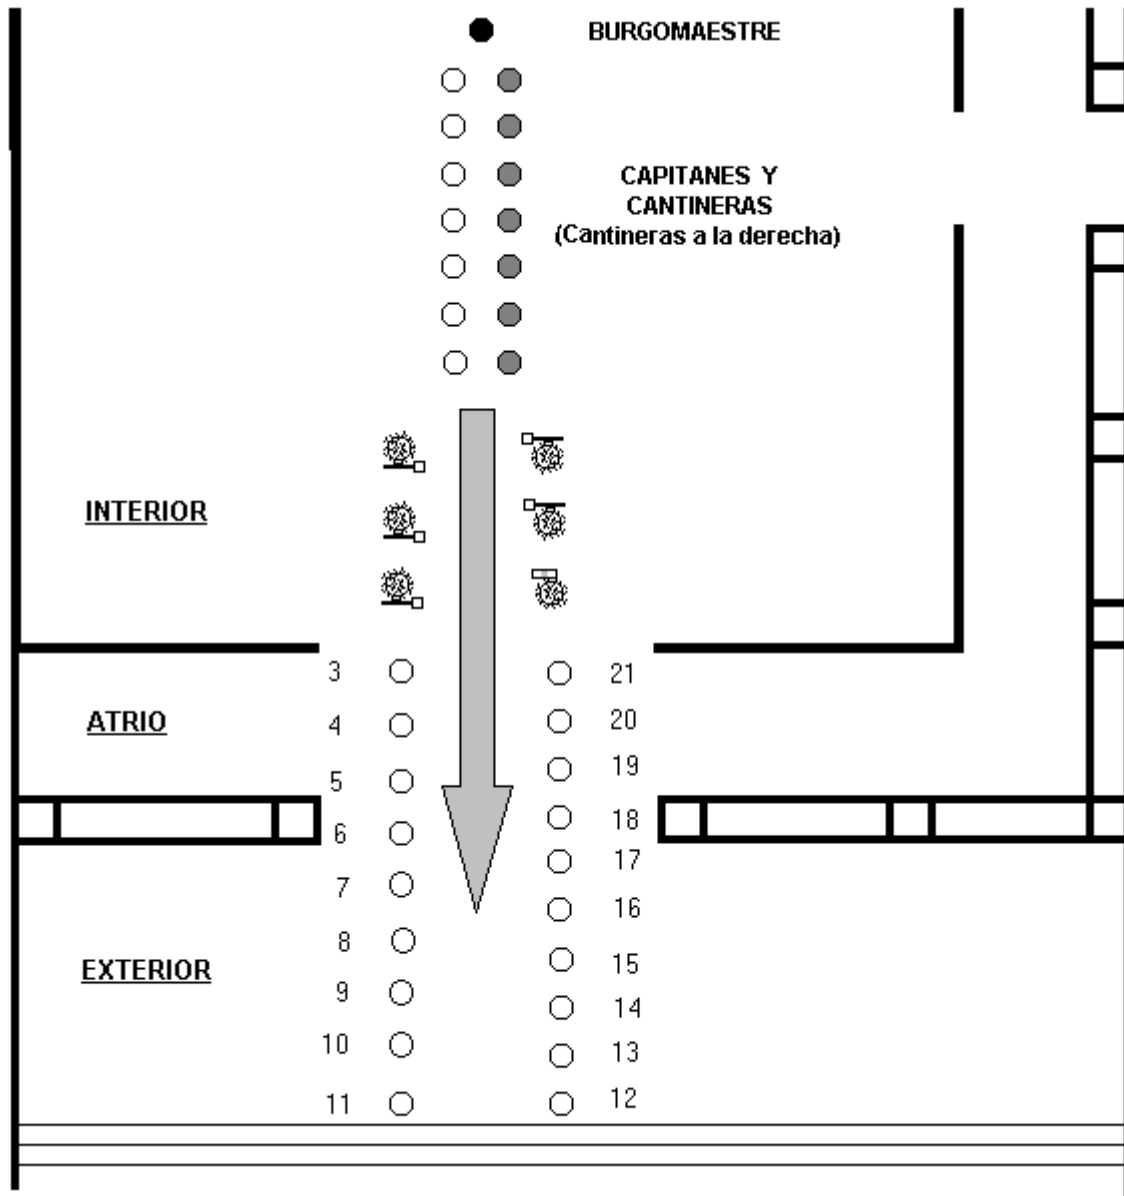 BURGOMAESTRE
CAPITANES Y
CANTINERAS
(Cantineras a la derecha)
INTERIOR
3 21
ATRIO
4 20
5 19
6 18
7 17
8 16
EXTERIOR
9 15
10 14
13
11 12